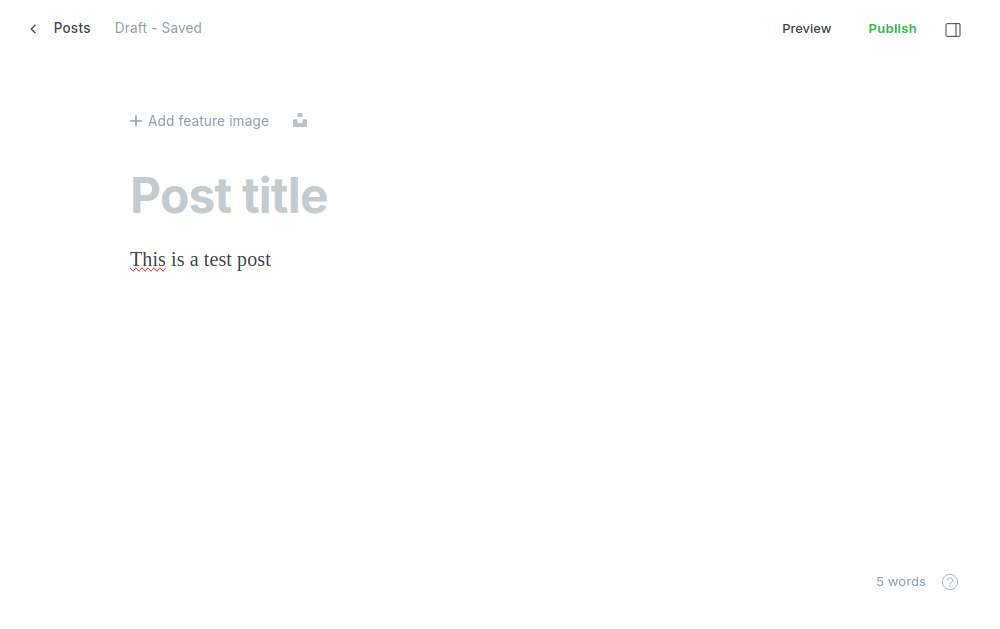 Posts Draft - Saved Preview Publish
Add feature image
Post title
This is a test post
5 words ?